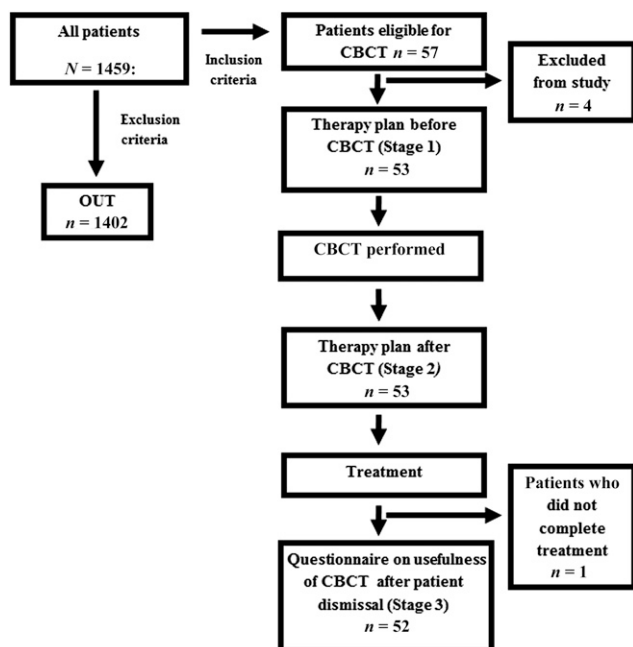 All patients
N = 1459:
Inclusion
criteria
Patients eligible for
CBCT n = 57
Excluded
from study
n = 4
Exclusion
criteria
OUT
n = 1402
Therapy plan before
CBCT (Stage 1)
n = 53
CBCT performed
Therapy plan after
CBCT (Stage 2)
n = 53
Treatment
Patients who
did not
complete
treatment
n = 1
Questionnaire on usefulness
of CBCT after patient
dismissal (Stage 3)
n = 52